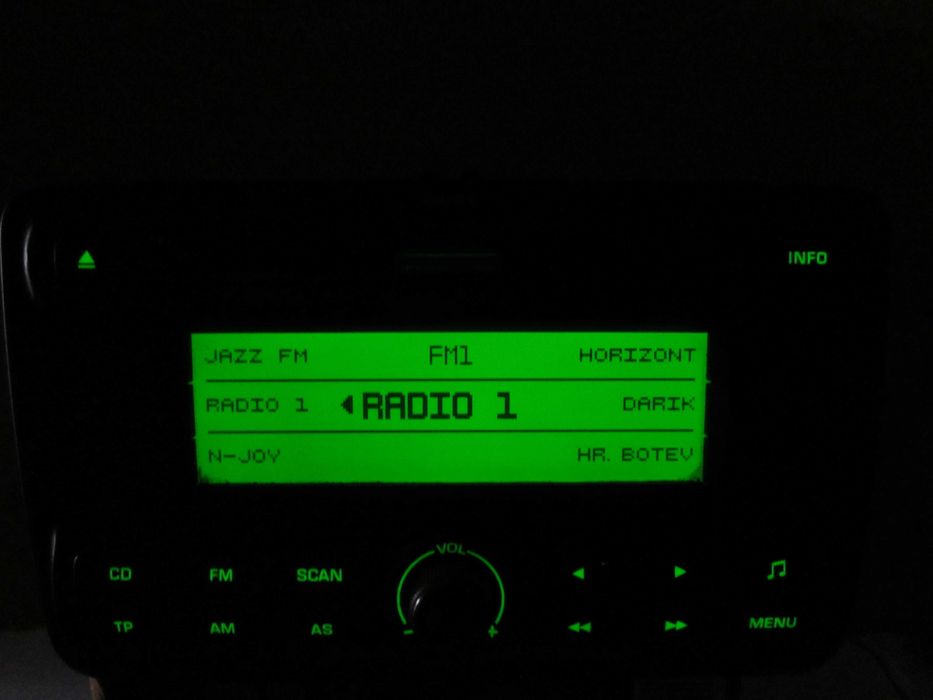 INFO
JAZZ FM FM1 HORIZONT
RADIO 1 RADIO 1 DARIK
N-JOY HR. BOTEV
VOL
CD FM SCAN
TP AM AS - + MENU